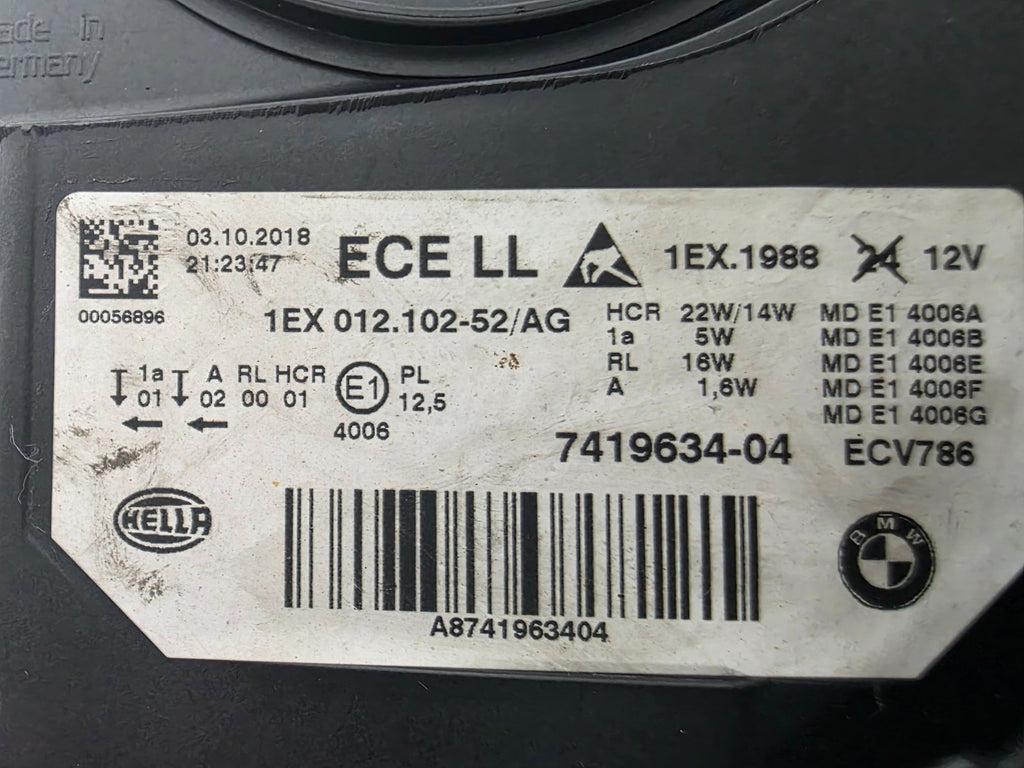 ade in
ermany
03.10.2018
21:23:47
ECE LL
1EX.1988
24 12V
00056896
1EX 012.102-52/AG
HCR 22W/14W MD E1 4006A
1a 5W MD E1 4006B
RL 16W MD E1 4006E
A 1,6W MD E1 4006F
MD E1 4006G
1a A RL HCR E1 PL
01 02 00 01 12,5
4006
7419634-04 ECV786
HELLA
BMW
A8741963404